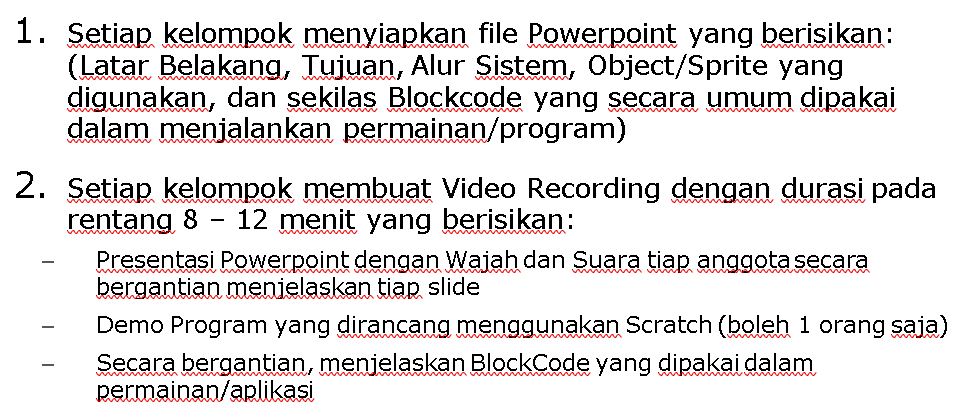 1. Setiap kelompok menyiapkan file Powerpoint yang berisikan:
(Latar Belakang, Tujuan, Alur Sistem, Object/Sprite yang
digunakan, dan sekilas Blockcode yang secara umum dipakai
dalam menjalankan permainan/program)
2. Setiap kelompok membuat Video Recording dengan durasi pada
rentang 8 – 12 menit yang berisikan:
– Presentasi Powerpoint dengan Wajah dan Suara tiap anggota secara
bergantian menjelaskan tiap slide
– Demo Program yang dirancang menggunakan Scratch (boleh 1 orang saja)
– Secara bergantian, menjelaskan BlockCode yang dipakai dalam
permainan/aplikasi